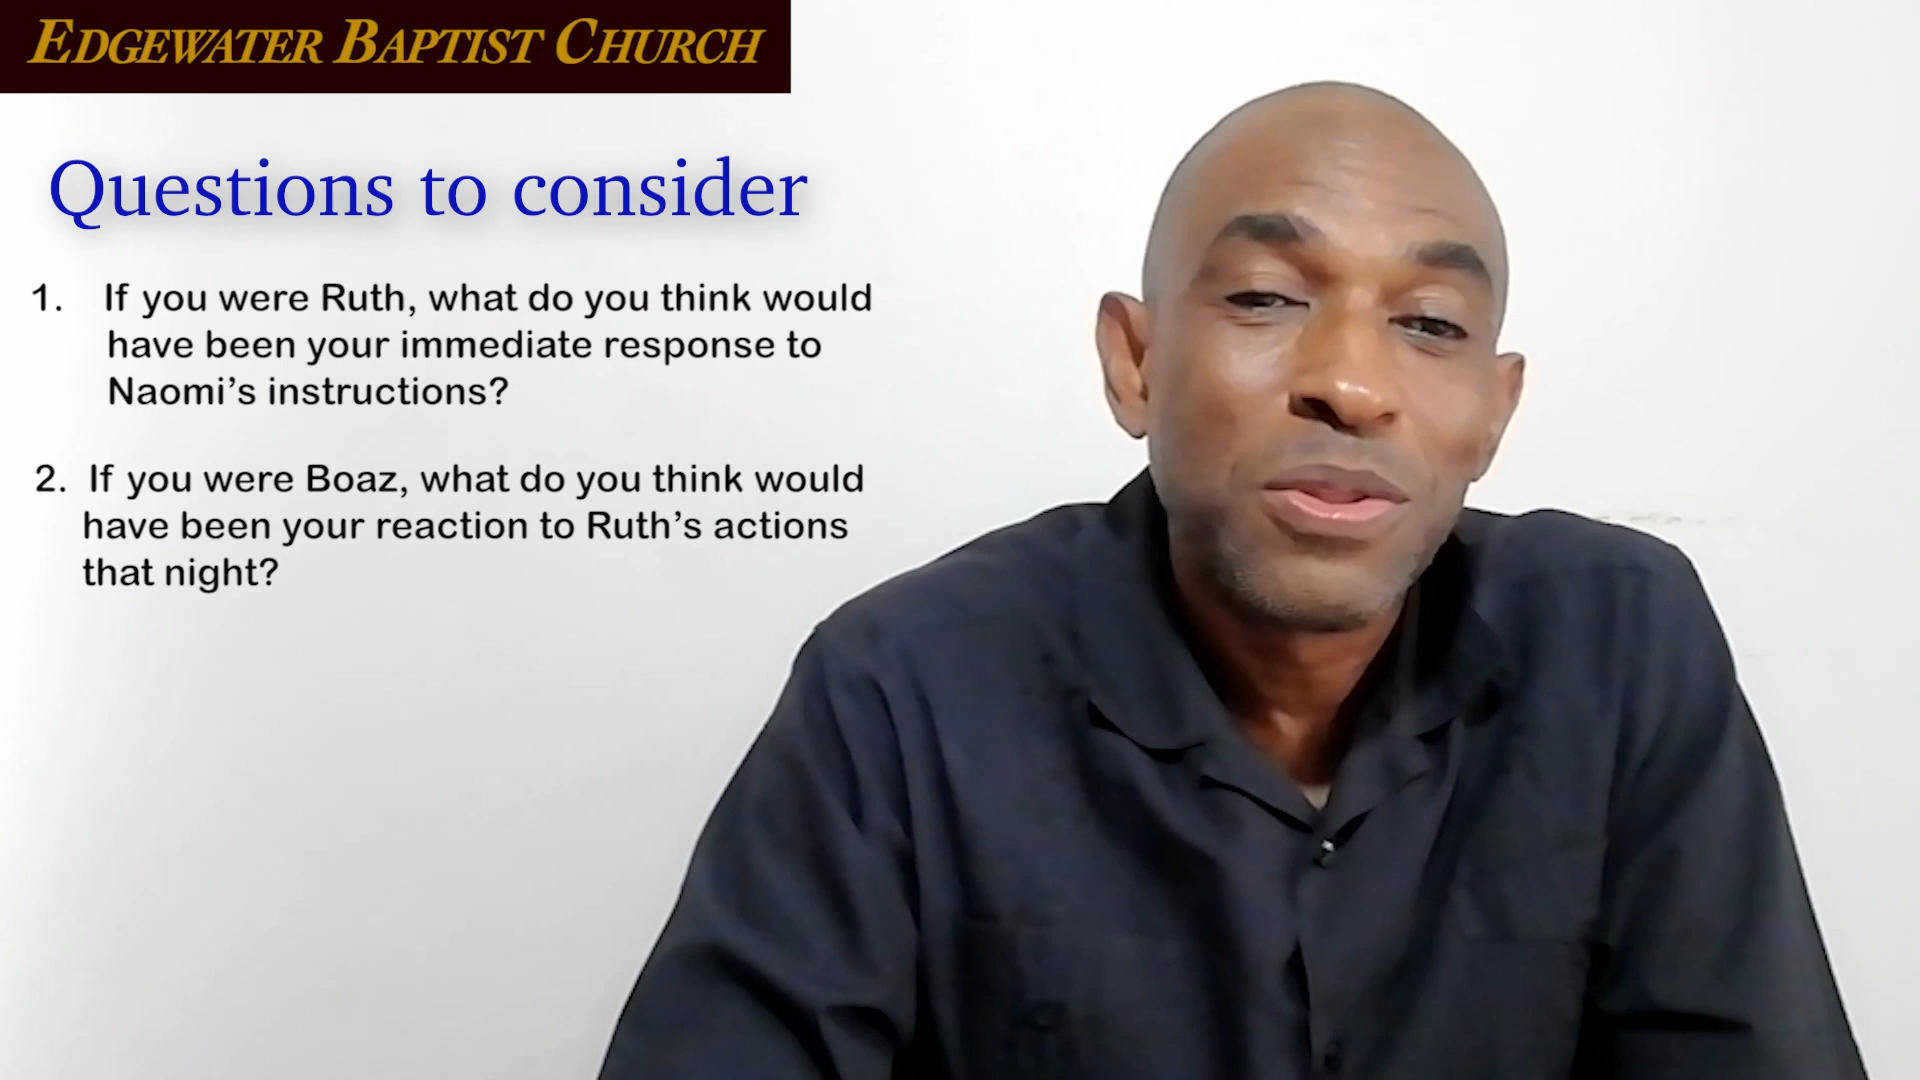 EDGEWATER BAPTIST CHURCH
Questions to consider
1. If you were Ruth, what do you think would
have been your immediate response to
Naomi’s instructions?
2. If you were Boaz, what do you think would
have been your reaction to Ruth’s actions
that night?